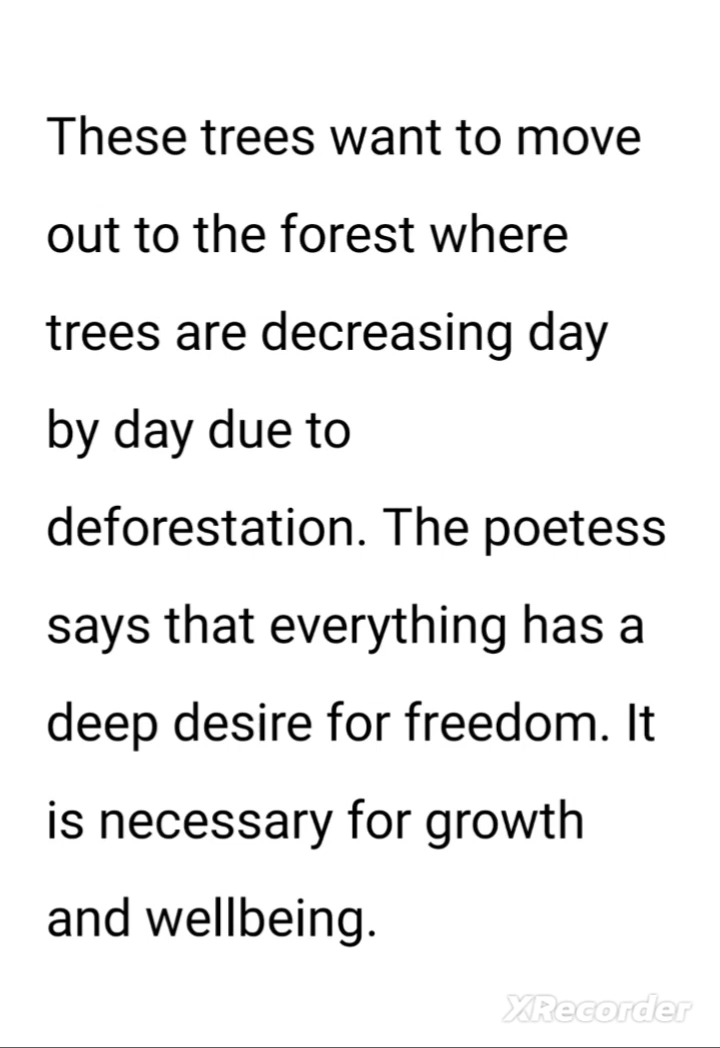 These trees want to move
out to the forest where
trees are decreasing day
by day due to
deforestation. The poetess
says that everything has a
deep desire for freedom. It
is necessary for growth
and wellbeing.
XRecorder